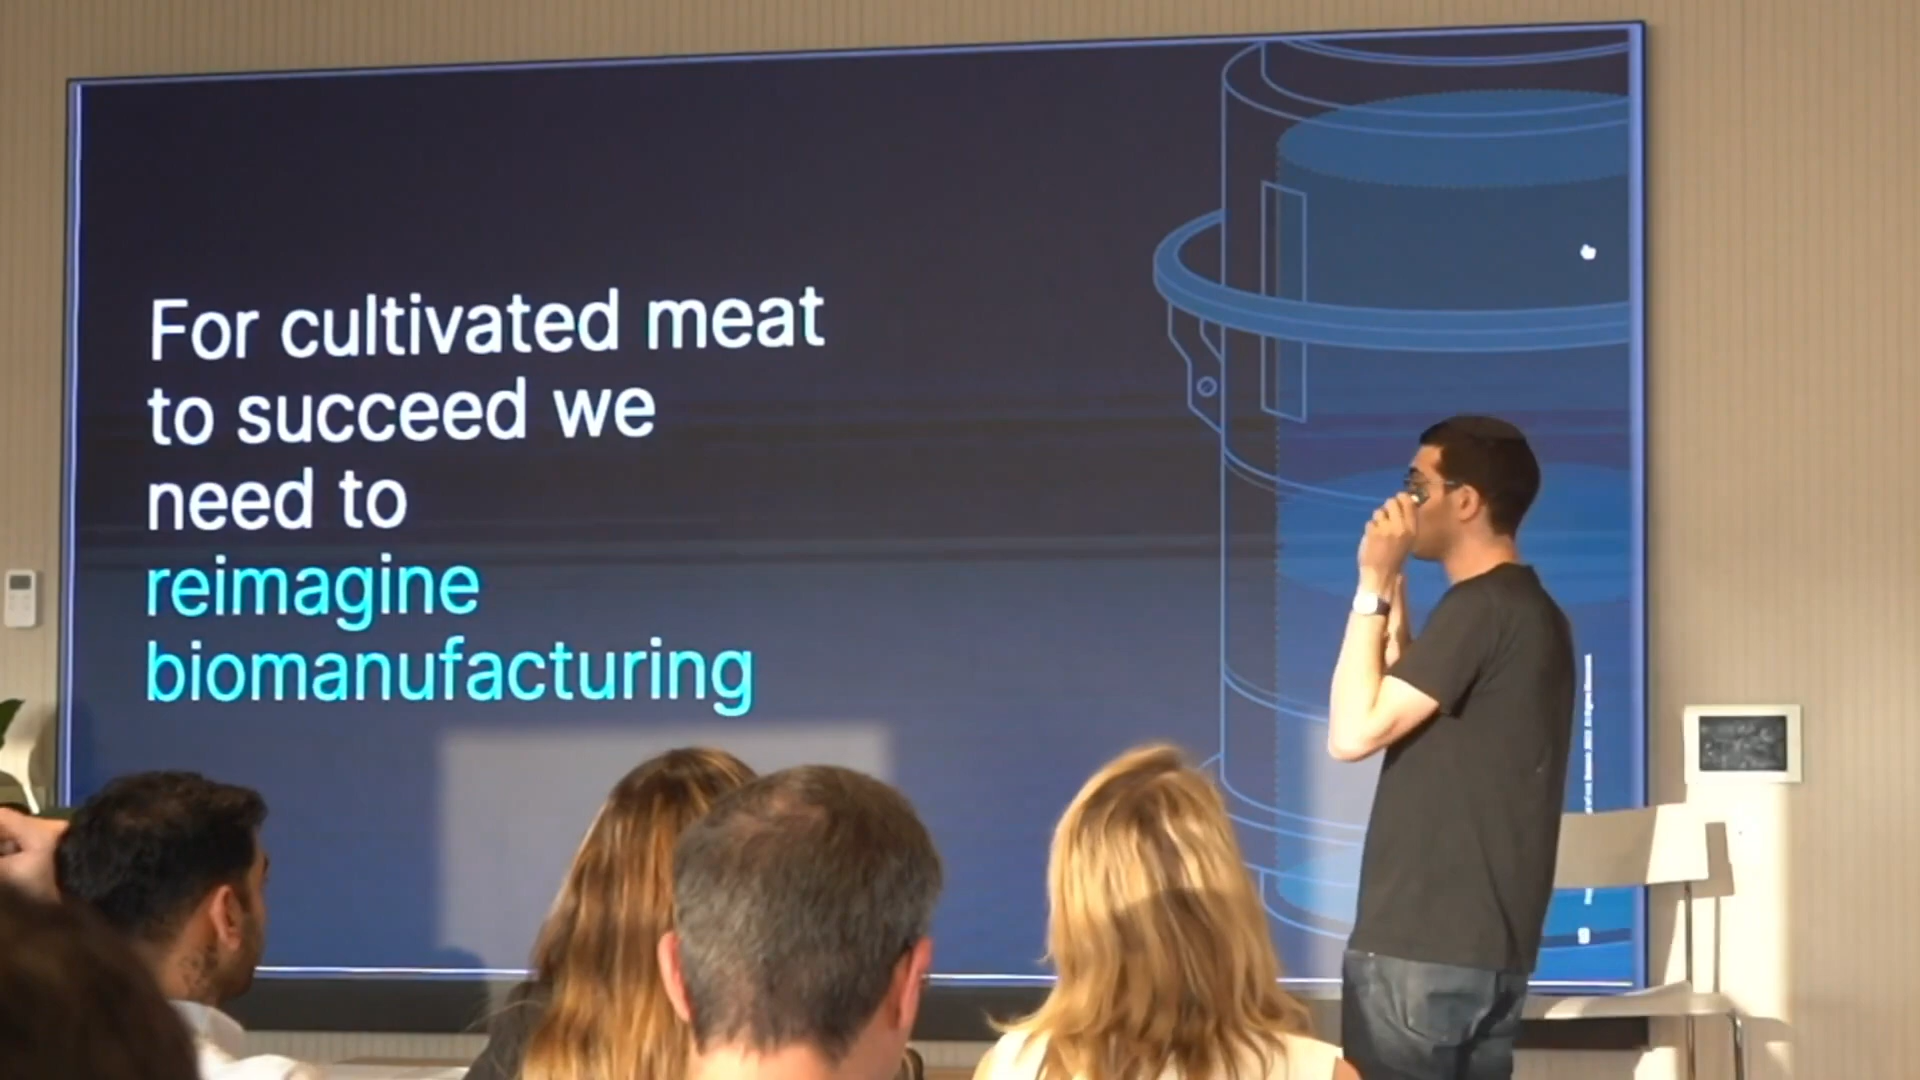 For cultivated meat
to succeed we
need to
reimagine
biomanufacturing